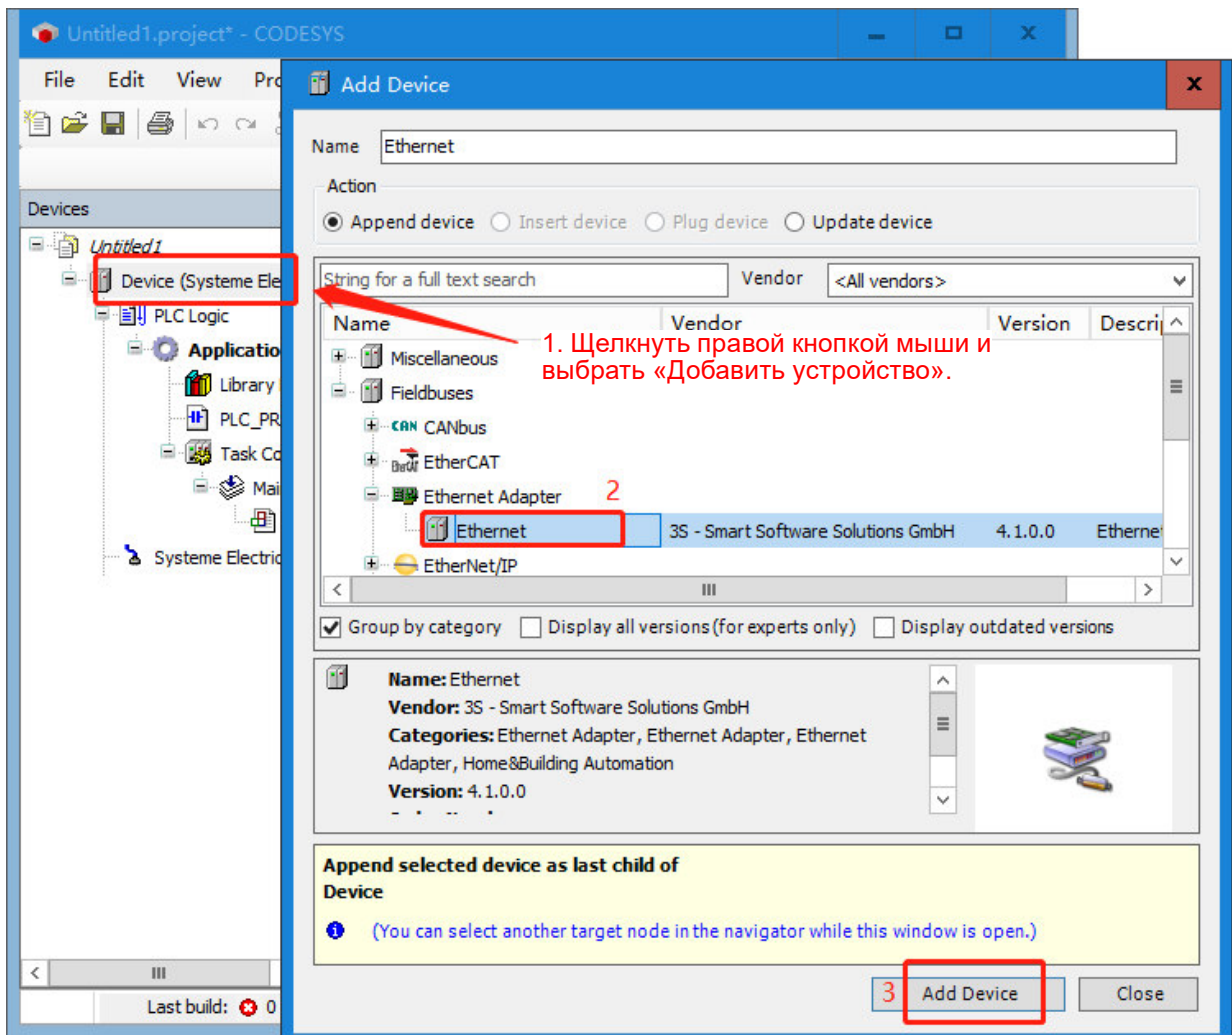 Untitled1.project* - CODESYS
File Edit View Pro
Add Device
Name Ethernet
Action
Append device Insert device Plug device Update device
Devices
Untitled1
Device (Systeme Ele
PLC Logic
Applicatio
Library
PLC_PR
Task Co
Mai
Systeme Electric
String for a full text search Vendor <All vendors>
Name Vendor Version Descrip
1. Щелкнуть правой кнопкой мыши и
выбрать «Добавить устройство».
Miscellaneous
Fieldbuses
CAN CANbus
EtherCAT
Ethernet Adapter 2
Ethernet 3S - Smart Software Solutions GmbH 4.1.0.0 Etherne
EtherNet/IP
Group by category Display all versions (for experts only) Display outdated versions
Name: Ethernet
Vendor: 3S - Smart Software Solutions GmbH
Categories: Ethernet Adapter, Ethernet Adapter, Ethernet
Adapter, Home&Building Automation
Version: 4.1.0.0
Append selected device as last child of
Device
(You can select another target node in the navigator while this window is open.)
Last build: 0
3 Add Device Close